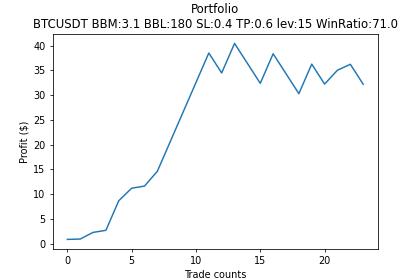 Portfolio
BTCUSDT BBM:3.1 BBL:180 SL:0.4 TP:0.6 lev:15 WinRatio:71.0
40
35
30
25
20
15
10
5
0
Profit ($)
0 5 10 15 20
Trade counts